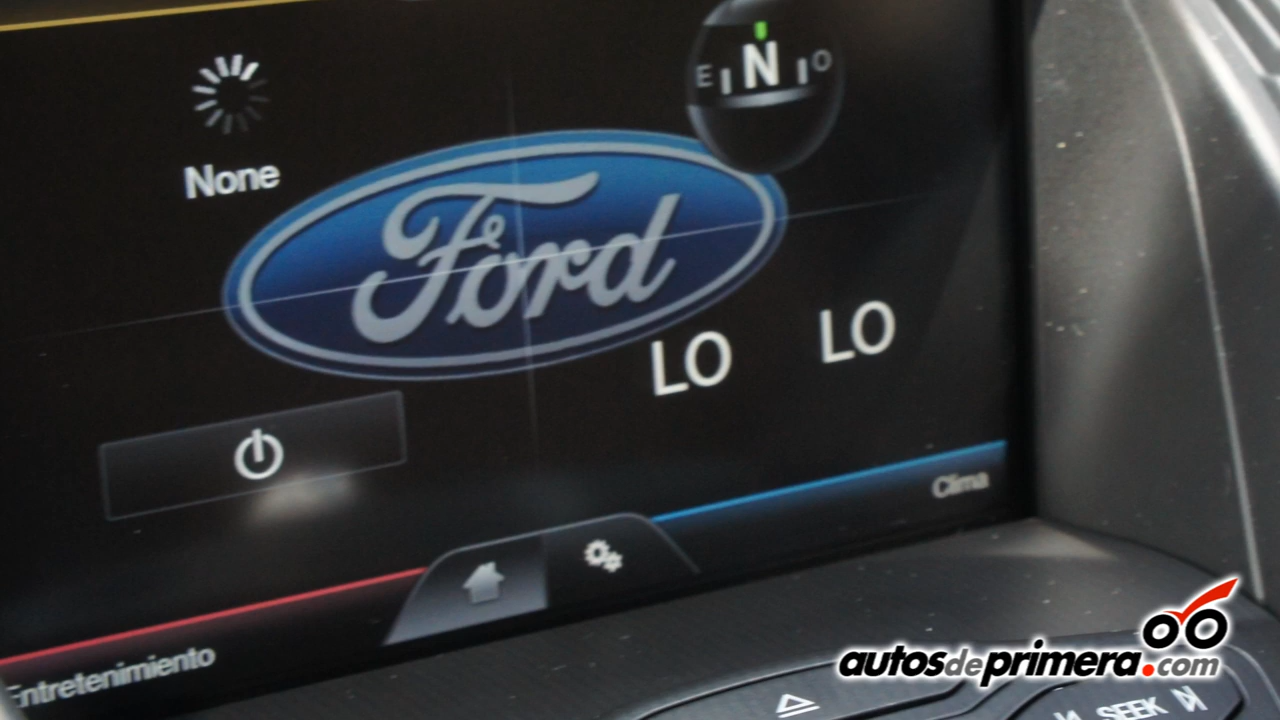 E N O
None
Ford
LO LO
Clima
Entretenimiento
autosdeprimera.com
SEEK